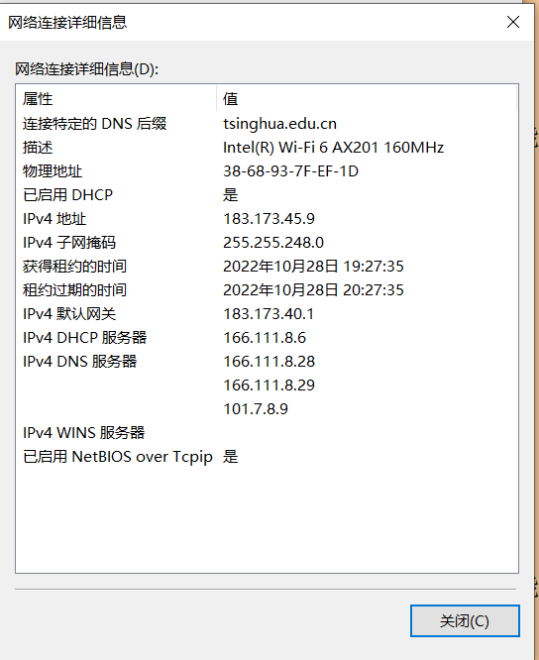 网络连接详细信息
网络连接详细信息(D):
属性 值
连接特定的 DNS 后缀 tsinghua.edu.cn
描述 Intel(R) Wi-Fi 6 AX201 160MHz
物理地址 38-68-93-7F-EF-1D
已启用 DHCP 是
IPv4 地址 183.173.45.9
IPv4 子网掩码 255.255.248.0
获得租约的时间 2022年10月28日 19:27:35
租约过期的时间 2022年10月28日 20:27:35
IPv4 默认网关 183.173.40.1
IPv4 DHCP 服务器 166.111.8.6
IPv4 DNS 服务器 166.111.8.28
166.111.8.29
101.7.8.9
IPv4 WINS 服务器
已启用 NetBIOS over Tcpip 是
关闭(C)